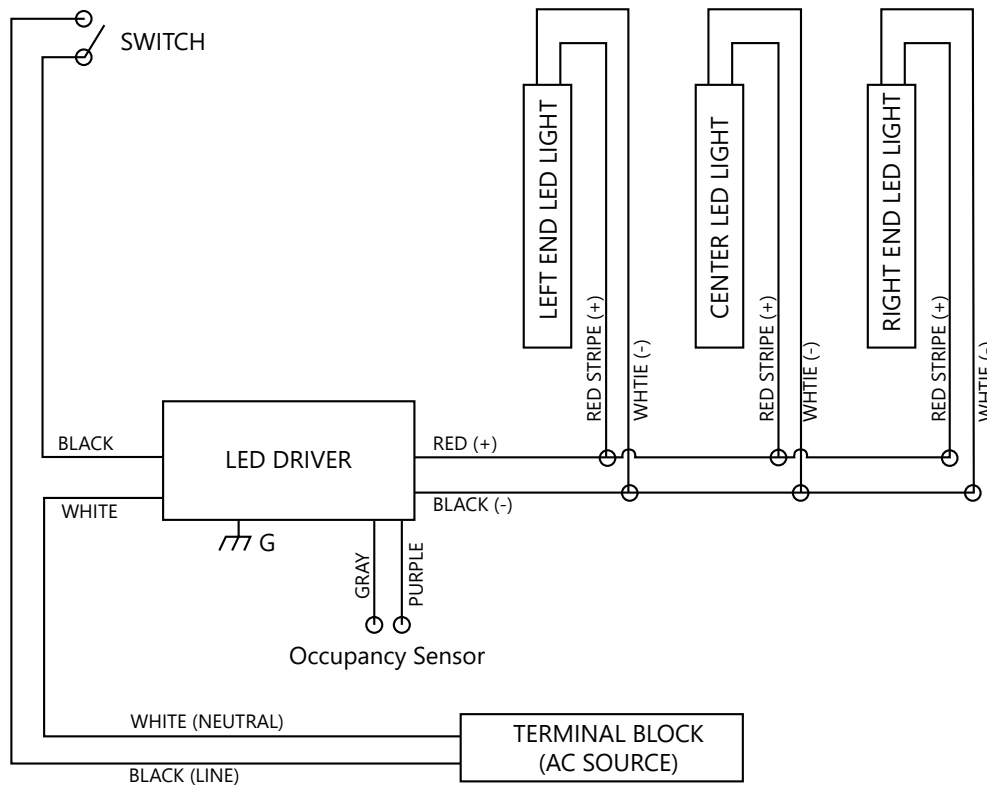 SWITCH
LEFT END LED LIGHT
CENTER LED LIGHT
RIGHT END LED LIGHT
RED STRIPE (+)
WHTIE (-)
RED STRIPE (+)
WHTIE (-)
RED STRIPE (+)
WHTIE (-)
BLACK
LED DRIVER
RED (+)
WHITE
BLACK (-)
G
GRAY
PURPLE
Occupancy Sensor
WHITE (NEUTRAL)
TERMINAL BLOCK
(AC SOURCE)
BLACK (LINE)